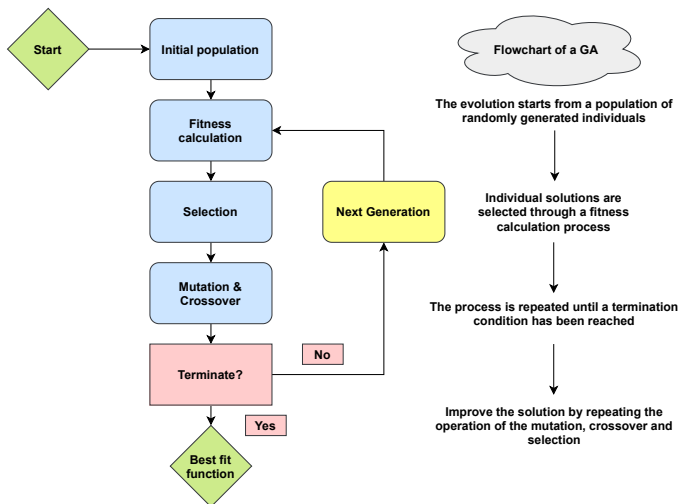 Start
Initial population
Fitness
calculation
Selection
Next Generation
Mutation &
Crossover
Terminate?
No
Yes
Best fit
function
Flowchart of a GA
The evolution starts from a population of
randomly generated individuals
Individual solutions are
selected through a fitness
calculation process
The process is repeated until a termination
condition has been reached
Improve the solution by repeating the
operation of the mutation, crossover and
selection